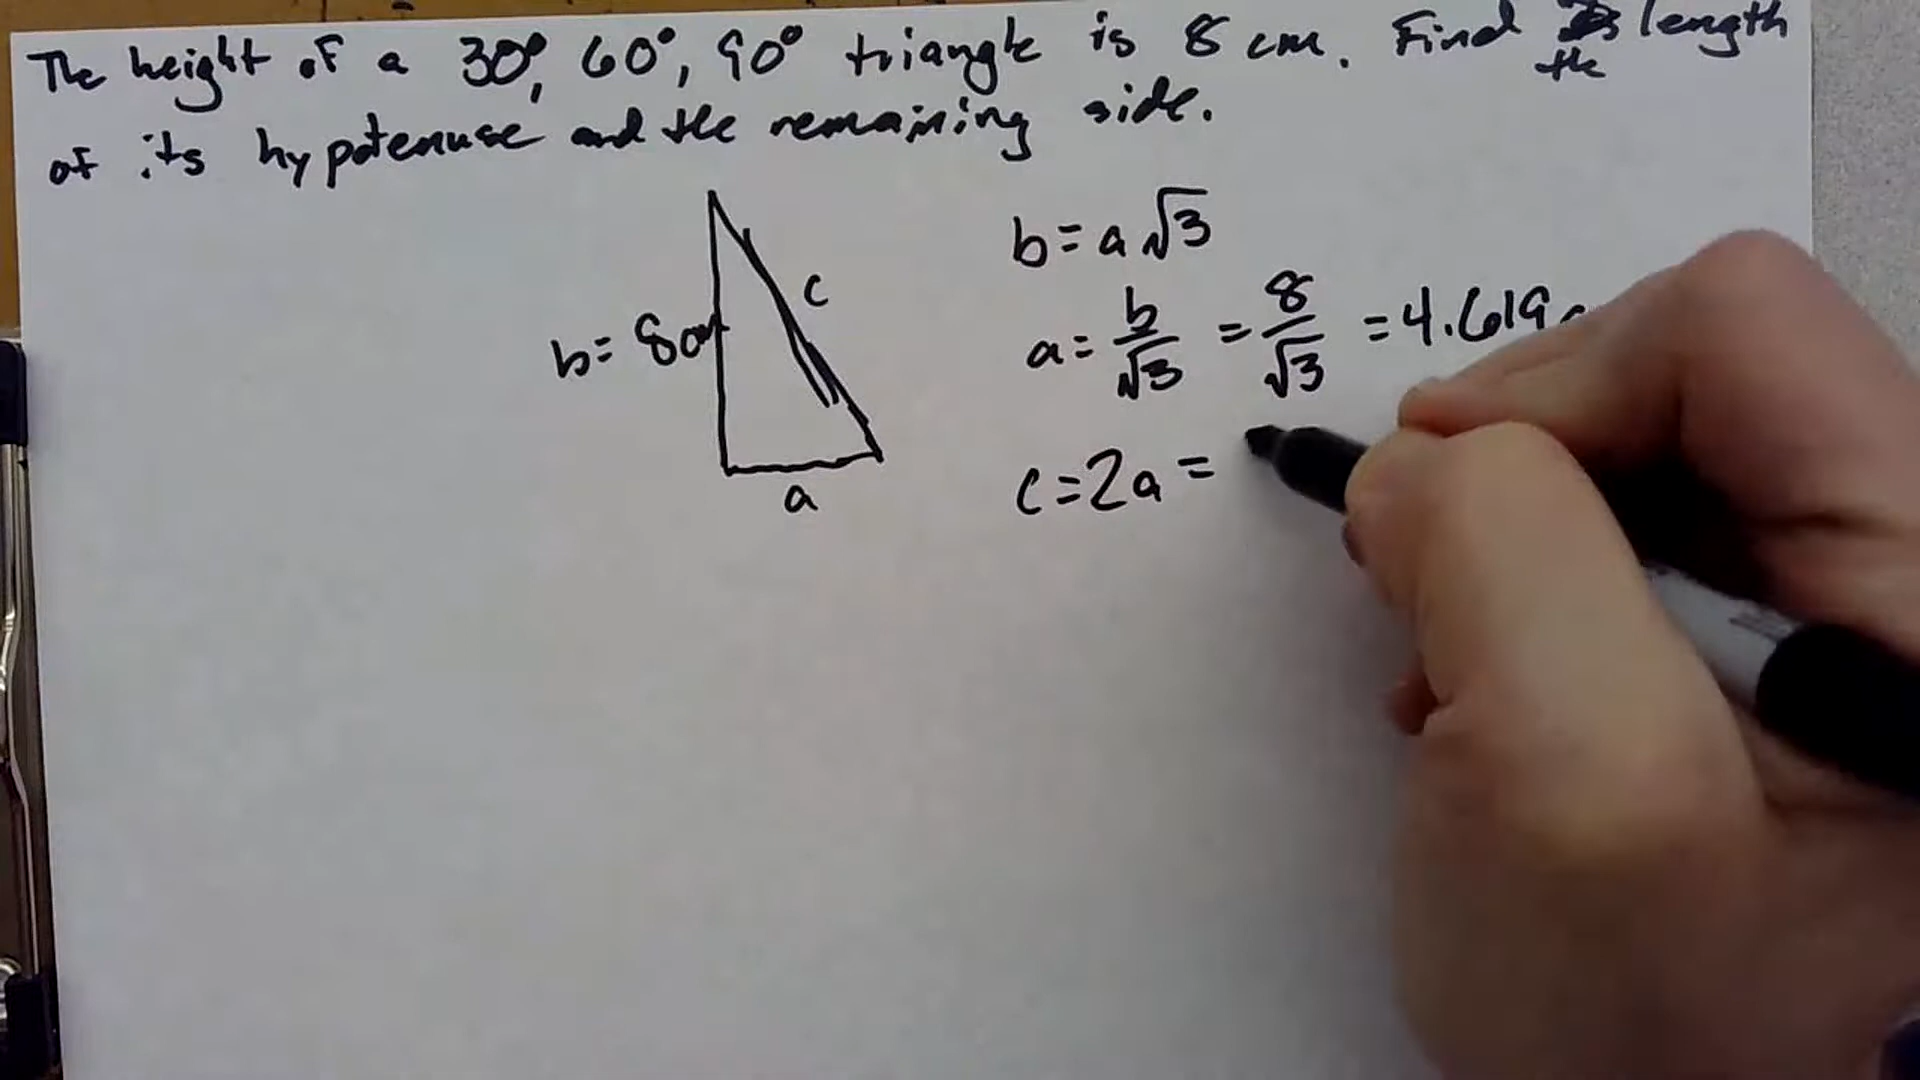 The height of a 30°, 60°, 90° triangle is 8 cm. Find the length
of its hypotenuse and the remaining side.
b = a√3
c
b = 8cm
a = b/√3 = 8/√3 = 4.619
c = 2a =
a